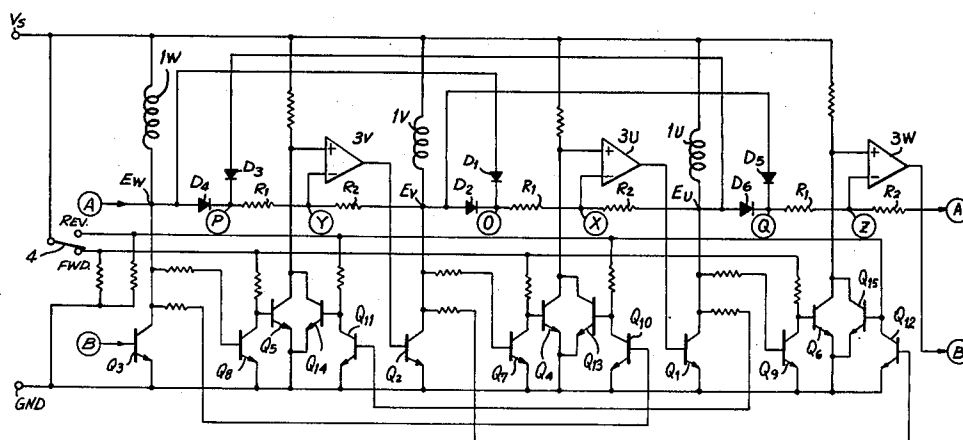 Vs
1W
D3
3V
1V
D1
3U
1U
D5
3W
EW
D4
R1
R2
EV
D2
R1
R2
EU
D6
R1
R2
A
P
Y
O
X
Q
Z
A
REV.
4
FWD.
B
Q3
Q8
Q5
Q14
Q11
Q2
Q7
Q4
Q13
Q10
Q1
Q9
Q6
Q15
Q12
B
GND
+
-
+
-
+
-